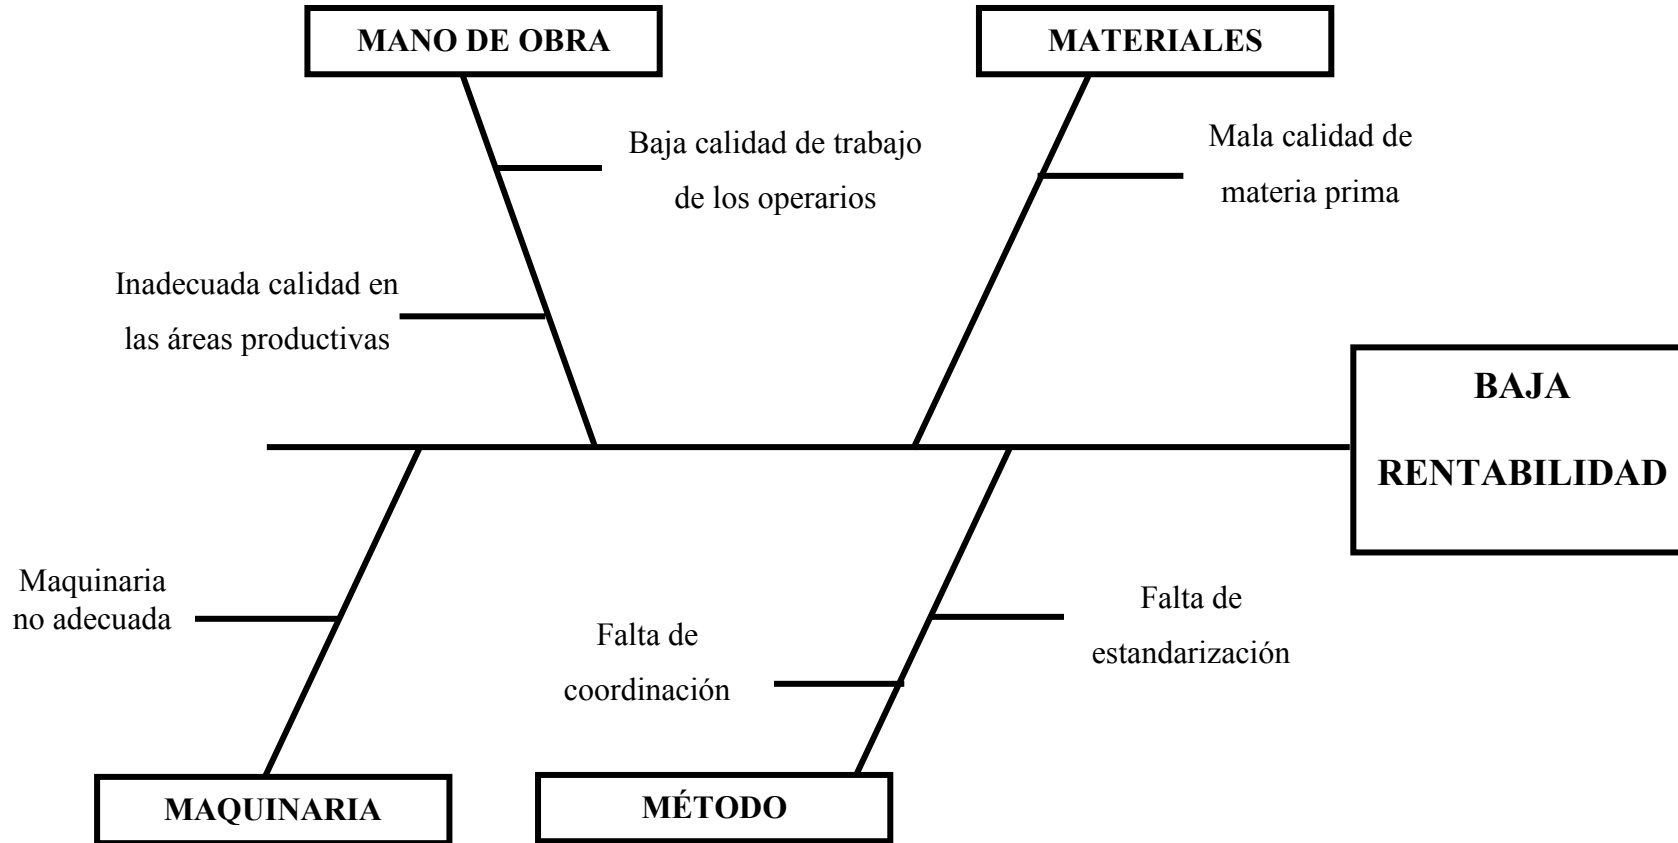 MANO DE OBRA
MATERIALES
Baja calidad de trabajo
de los operarios
Mala calidad de
materia prima
Inadecuada calidad en
las áreas productivas
BAJA
RENTABILIDAD
Maquinaria
no adecuada
Falta de
coordinación
Falta de
estandarización
MAQUINARIA
MÉTODO